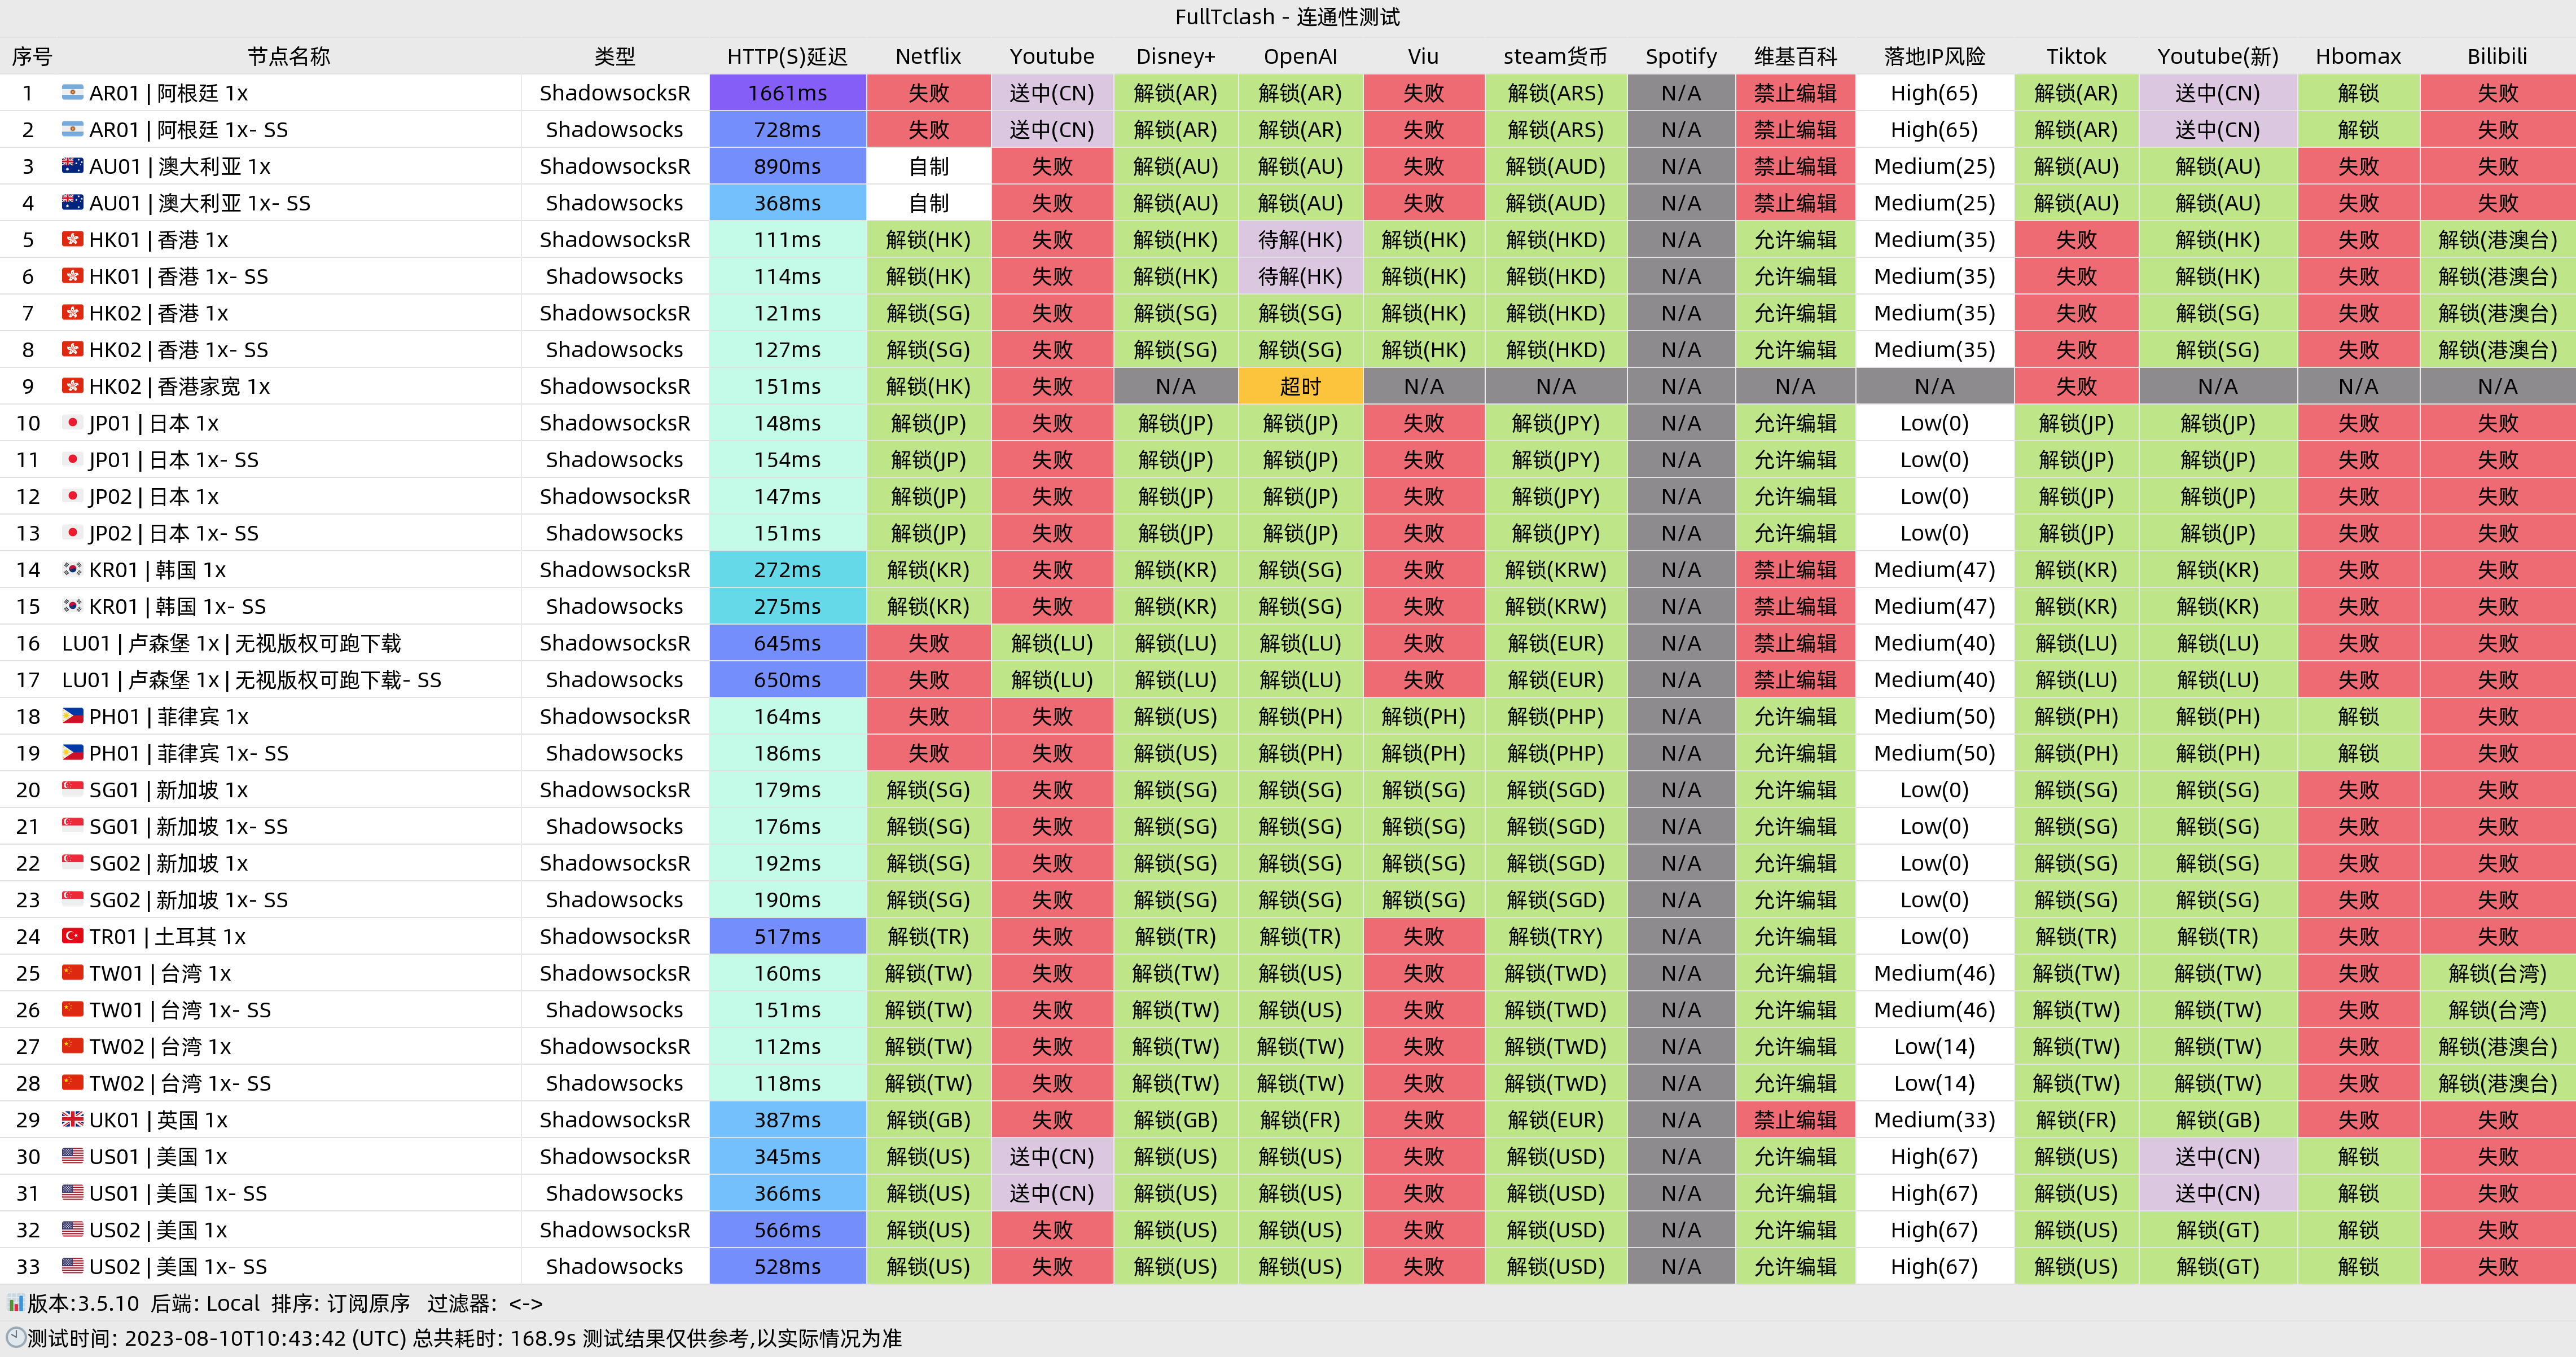 FullTclash - 连通性测试
序号 节点名称 类型 HTTP(S)延迟 Netflix Youtube Disney+ OpenAI Viu steam货币 Spotify 维基百科 落地IP风险 Tiktok Youtube(新) Hbomax Bilibili
1 AR01 | 阿根廷 1x ShadowsocksR 1661ms 失败 送中(CN) 解锁(AR) 解锁(AR) 失败 解锁(ARS) N/A 禁止编辑 High(65) 解锁(AR) 送中(CN) 解锁 失败
2 AR01 | 阿根廷 1x- SS Shadowsocks 728ms 失败 送中(CN) 解锁(AR) 解锁(AR) 失败 解锁(ARS) N/A 禁止编辑 High(65) 解锁(AR) 送中(CN) 解锁 失败
3 AU01 | 澳大利亚 1x ShadowsocksR 890ms 自制 失败 解锁(AU) 解锁(AU) 失败 解锁(AUD) N/A 禁止编辑 Medium(25) 解锁(AU) 解锁(AU) 失败 失败
4 AU01 | 澳大利亚 1x- SS Shadowsocks 368ms 自制 失败 解锁(AU) 解锁(AU) 失败 解锁(AUD) N/A 禁止编辑 Medium(25) 解锁(AU) 解锁(AU) 失败 失败
5 HK01 | 香港 1x ShadowsocksR 111ms 解锁(HK) 失败 解锁(HK) 待解(HK) 解锁(HK) 解锁(HKD) N/A 允许编辑 Medium(35) 失败 解锁(HK) 失败 解锁(港澳台)
6 HK01 | 香港 1x- SS Shadowsocks 114ms 解锁(HK) 失败 解锁(HK) 待解(HK) 解锁(HK) 解锁(HKD) N/A 允许编辑 Medium(35) 失败 解锁(HK) 失败 解锁(港澳台)
7 HK02 | 香港 1x ShadowsocksR 121ms 解锁(SG) 失败 解锁(SG) 解锁(SG) 解锁(HK) 解锁(HKD) N/A 允许编辑 Medium(35) 失败 解锁(SG) 失败 解锁(港澳台)
8 HK02 | 香港 1x- SS Shadowsocks 127ms 解锁(SG) 失败 解锁(SG) 解锁(SG) 解锁(HK) 解锁(HKD) N/A 允许编辑 Medium(35) 失败 解锁(SG) 失败 解锁(港澳台)
9 HK02 | 香港家宽 1x ShadowsocksR 151ms 解锁(HK) 失败 N/A 超时 N/A N/A N/A N/A N/A 失败 N/A N/A N/A
10 JP01 | 日本 1x ShadowsocksR 148ms 解锁(JP) 失败 解锁(JP) 解锁(JP) 失败 解锁(JPY) N/A 允许编辑 Low(0) 解锁(JP) 解锁(JP) 失败 失败
11 JP01 | 日本 1x- SS Shadowsocks 154ms 解锁(JP) 失败 解锁(JP) 解锁(JP) 失败 解锁(JPY) N/A 允许编辑 Low(0) 解锁(JP) 解锁(JP) 失败 失败
12 JP02 | 日本 1x ShadowsocksR 147ms 解锁(JP) 失败 解锁(JP) 解锁(JP) 失败 解锁(JPY) N/A 允许编辑 Low(0) 解锁(JP) 解锁(JP) 失败 失败
13 JP02 | 日本 1x- SS Shadowsocks 151ms 解锁(JP) 失败 解锁(JP) 解锁(JP) 失败 解锁(JPY) N/A 允许编辑 Low(0) 解锁(JP) 解锁(JP) 失败 失败
14 KR01 | 韩国 1x ShadowsocksR 272ms 解锁(KR) 失败 解锁(KR) 解锁(SG) 失败 解锁(KRW) N/A 禁止编辑 Medium(47) 解锁(KR) 解锁(KR) 失败 失败
15 KR01 | 韩国 1x- SS Shadowsocks 275ms 解锁(KR) 失败 解锁(KR) 解锁(SG) 失败 解锁(KRW) N/A 禁止编辑 Medium(47) 解锁(KR) 解锁(KR) 失败 失败
16 LU01 | 卢森堡 1x | 无视版权可跑下载 ShadowsocksR 645ms 失败 解锁(LU) 解锁(LU) 解锁(LU) 失败 解锁(EUR) N/A 禁止编辑 Medium(40) 解锁(LU) 解锁(LU) 失败 失败
17 LU01 | 卢森堡 1x | 无视版权可跑下载- SS Shadowsocks 650ms 失败 解锁(LU) 解锁(LU) 解锁(LU) 失败 解锁(EUR) N/A 禁止编辑 Medium(40) 解锁(LU) 解锁(LU) 失败 失败
18 PH01 | 菲律宾 1x ShadowsocksR 164ms 失败 失败 解锁(US) 解锁(PH) 解锁(PH) 解锁(PHP) N/A 允许编辑 Medium(50) 解锁(PH) 解锁(PH) 解锁 失败
19 PH01 | 菲律宾 1x- SS Shadowsocks 186ms 失败 失败 解锁(US) 解锁(PH) 解锁(PH) 解锁(PHP) N/A 允许编辑 Medium(50) 解锁(PH) 解锁(PH) 解锁 失败
20 SG01 | 新加坡 1x ShadowsocksR 179ms 解锁(SG) 失败 解锁(SG) 解锁(SG) 解锁(SG) 解锁(SGD) N/A 允许编辑 Low(0) 解锁(SG) 解锁(SG) 失败 失败
21 SG01 | 新加坡 1x- SS Shadowsocks 176ms 解锁(SG) 失败 解锁(SG) 解锁(SG) 解锁(SG) 解锁(SGD) N/A 允许编辑 Low(0) 解锁(SG) 解锁(SG) 失败 失败
22 SG02 | 新加坡 1x ShadowsocksR 192ms 解锁(SG) 失败 解锁(SG) 解锁(SG) 解锁(SG) 解锁(SGD) N/A 允许编辑 Low(0) 解锁(SG) 解锁(SG) 失败 失败
23 SG02 | 新加坡 1x- SS Shadowsocks 190ms 解锁(SG) 失败 解锁(SG) 解锁(SG) 解锁(SG) 解锁(SGD) N/A 允许编辑 Low(0) 解锁(SG) 解锁(SG) 失败 失败
24 TR01 | 土耳其 1x ShadowsocksR 517ms 解锁(TR) 失败 解锁(TR) 解锁(TR) 失败 解锁(TRY) N/A 允许编辑 Low(0) 解锁(TR) 解锁(TR) 失败 失败
25 TW01 | 台湾 1x ShadowsocksR 160ms 解锁(TW) 失败 解锁(TW) 解锁(US) 失败 解锁(TWD) N/A 允许编辑 Medium(46) 解锁(TW) 解锁(TW) 失败 解锁(台湾)
26 TW01 | 台湾 1x- SS Shadowsocks 151ms 解锁(TW) 失败 解锁(TW) 解锁(US) 失败 解锁(TWD) N/A 允许编辑 Medium(46) 解锁(TW) 解锁(TW) 失败 解锁(台湾)
27 TW02 | 台湾 1x ShadowsocksR 112ms 解锁(TW) 失败 解锁(TW) 解锁(TW) 失败 解锁(TWD) N/A 允许编辑 Low(14) 解锁(TW) 解锁(TW) 失败 解锁(港澳台)
28 TW02 | 台湾 1x- SS Shadowsocks 118ms 解锁(TW) 失败 解锁(TW) 解锁(TW) 失败 解锁(TWD) N/A 允许编辑 Low(14) 解锁(TW) 解锁(TW) 失败 解锁(港澳台)
29 UK01 | 英国 1x ShadowsocksR 387ms 解锁(GB) 失败 解锁(GB) 解锁(FR) 失败 解锁(EUR) N/A 禁止编辑 Medium(33) 解锁(FR) 解锁(GB) 失败 失败
30 US01 | 美国 1x ShadowsocksR 345ms 解锁(US) 送中(CN) 解锁(US) 解锁(US) 失败 解锁(USD) N/A 允许编辑 High(67) 解锁(US) 送中(CN) 解锁 失败
31 US01 | 美国 1x- SS Shadowsocks 366ms 解锁(US) 送中(CN) 解锁(US) 解锁(US) 失败 解锁(USD) N/A 允许编辑 High(67) 解锁(US) 送中(CN) 解锁 失败
32 US02 | 美国 1x ShadowsocksR 566ms 解锁(US) 失败 解锁(US) 解锁(US) 失败 解锁(USD) N/A 允许编辑 High(67) 解锁(US) 解锁(GT) 解锁 失败
33 US02 | 美国 1x- SS Shadowsocks 528ms 解锁(US) 失败 解锁(US) 解锁(US) 失败 解锁(USD) N/A 允许编辑 High(67) 解锁(US) 解锁(GT) 解锁 失败
版本:3.5.10 后端: Local 排序: 订阅原序 过滤器: <->
测试时间: 2023-08-10T10:43:42 (UTC) 总共耗时: 168.9s 测试结果仅供参考,以实际情况为准